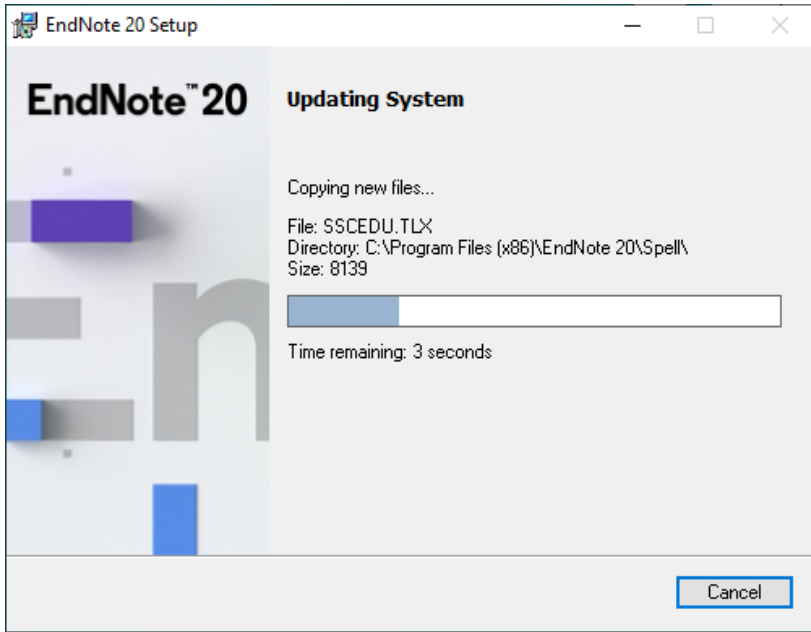 EndNote 20 Setup
EndNote™20
Updating System
Copying new files...
File: SSCEDU.TLX
Directory: C:\Program Files (x86)\EndNote 20\Spell\
Size: 8139
Time remaining: 3 seconds
En
Cancel